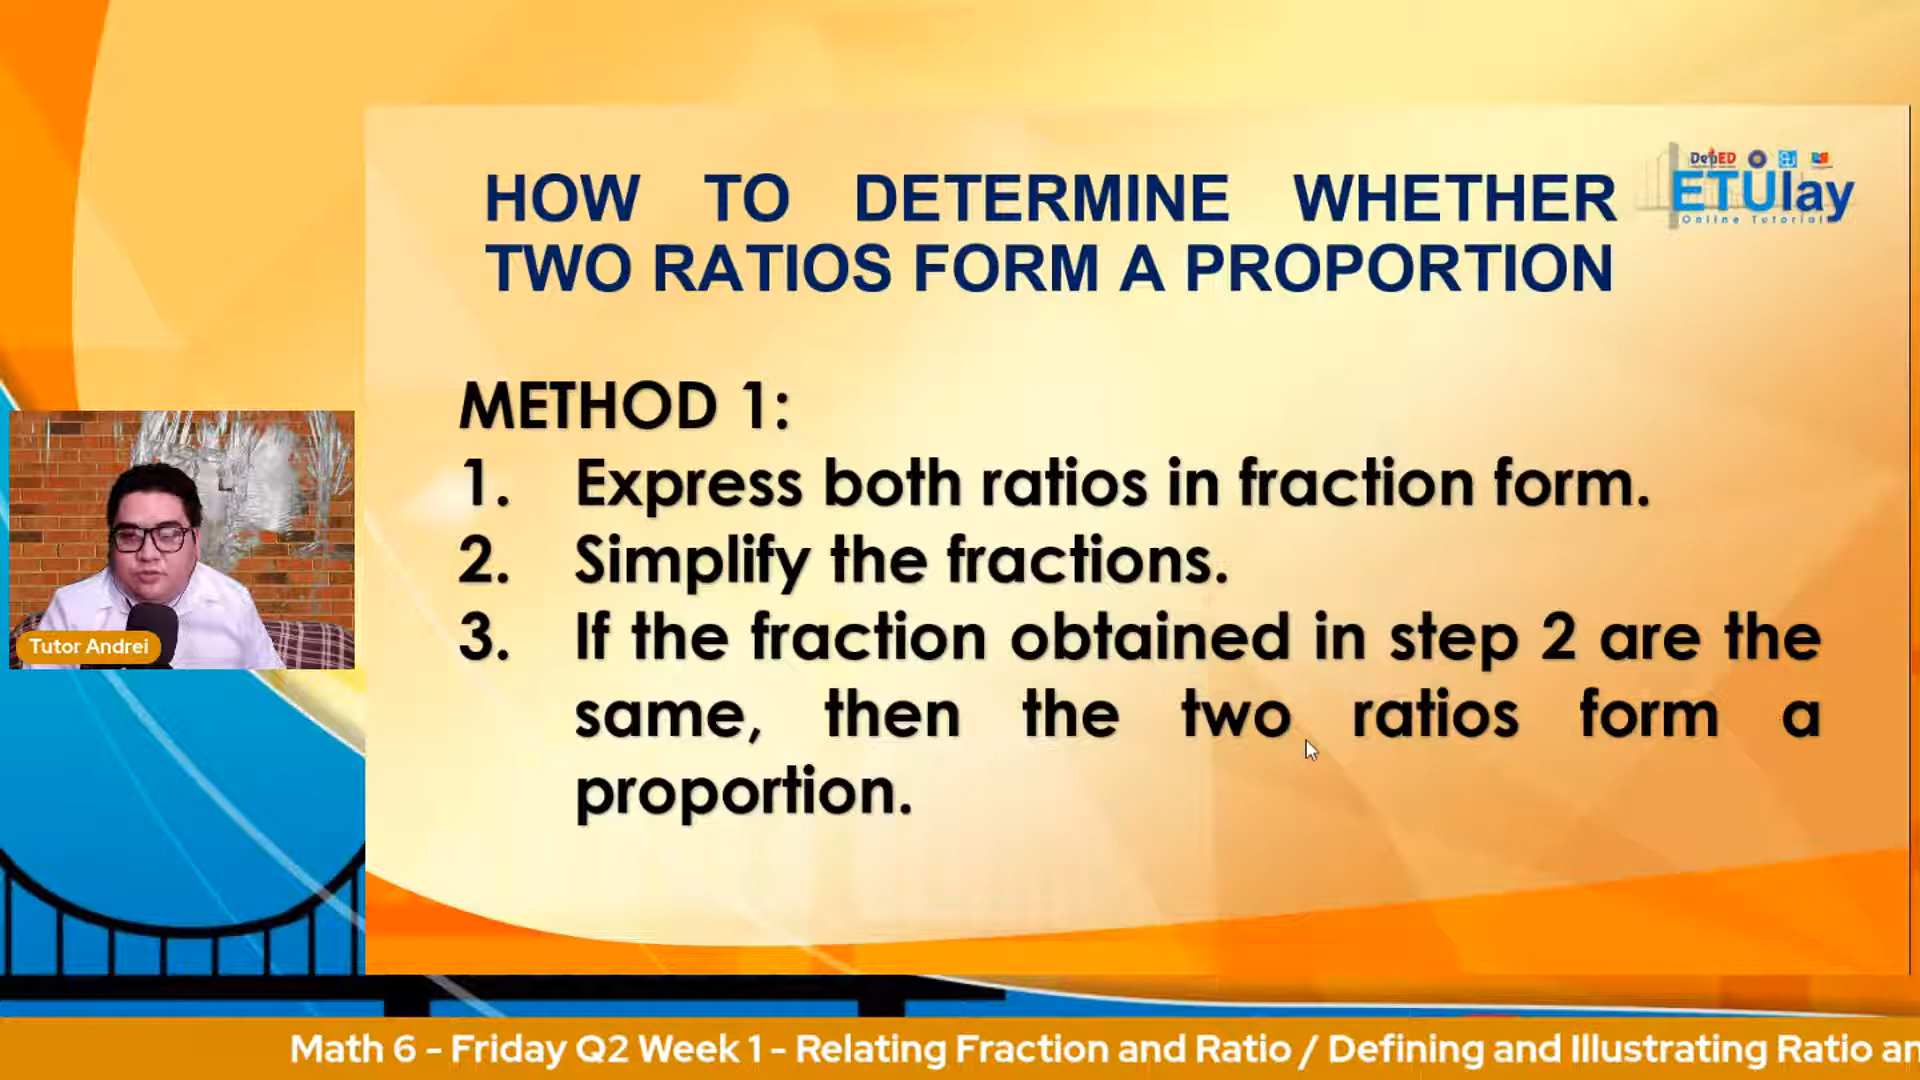 HOW TO DETERMINE WHETHER
TWO RATIOS FORM A PROPORTION
DepED
ETUlay
Online Tutorial
METHOD 1:
1. Express both ratios in fraction form.
2. Simplify the fractions.
3. If the fraction obtained in step 2 are the
same, then the two ratios form a
proportion.
Tutor Andrei
Math 6 - Friday Q2 Week 1 - Relating Fraction and Ratio / Defining and Illustrating Ratio an